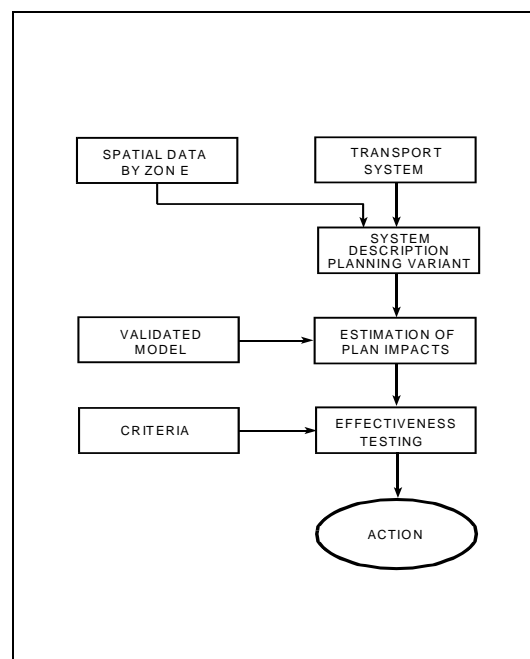 SPATIAL DATA
BY ZON E
TRANSPORT
SYSTEM
SYSTEM
DESCRIPTION
PLANNING VARIANT
VALIDATED
MODEL
ESTIMATION OF
PLAN IMPACTS
CRITERIA
EFFECTIVENESS
TESTING
ACTION